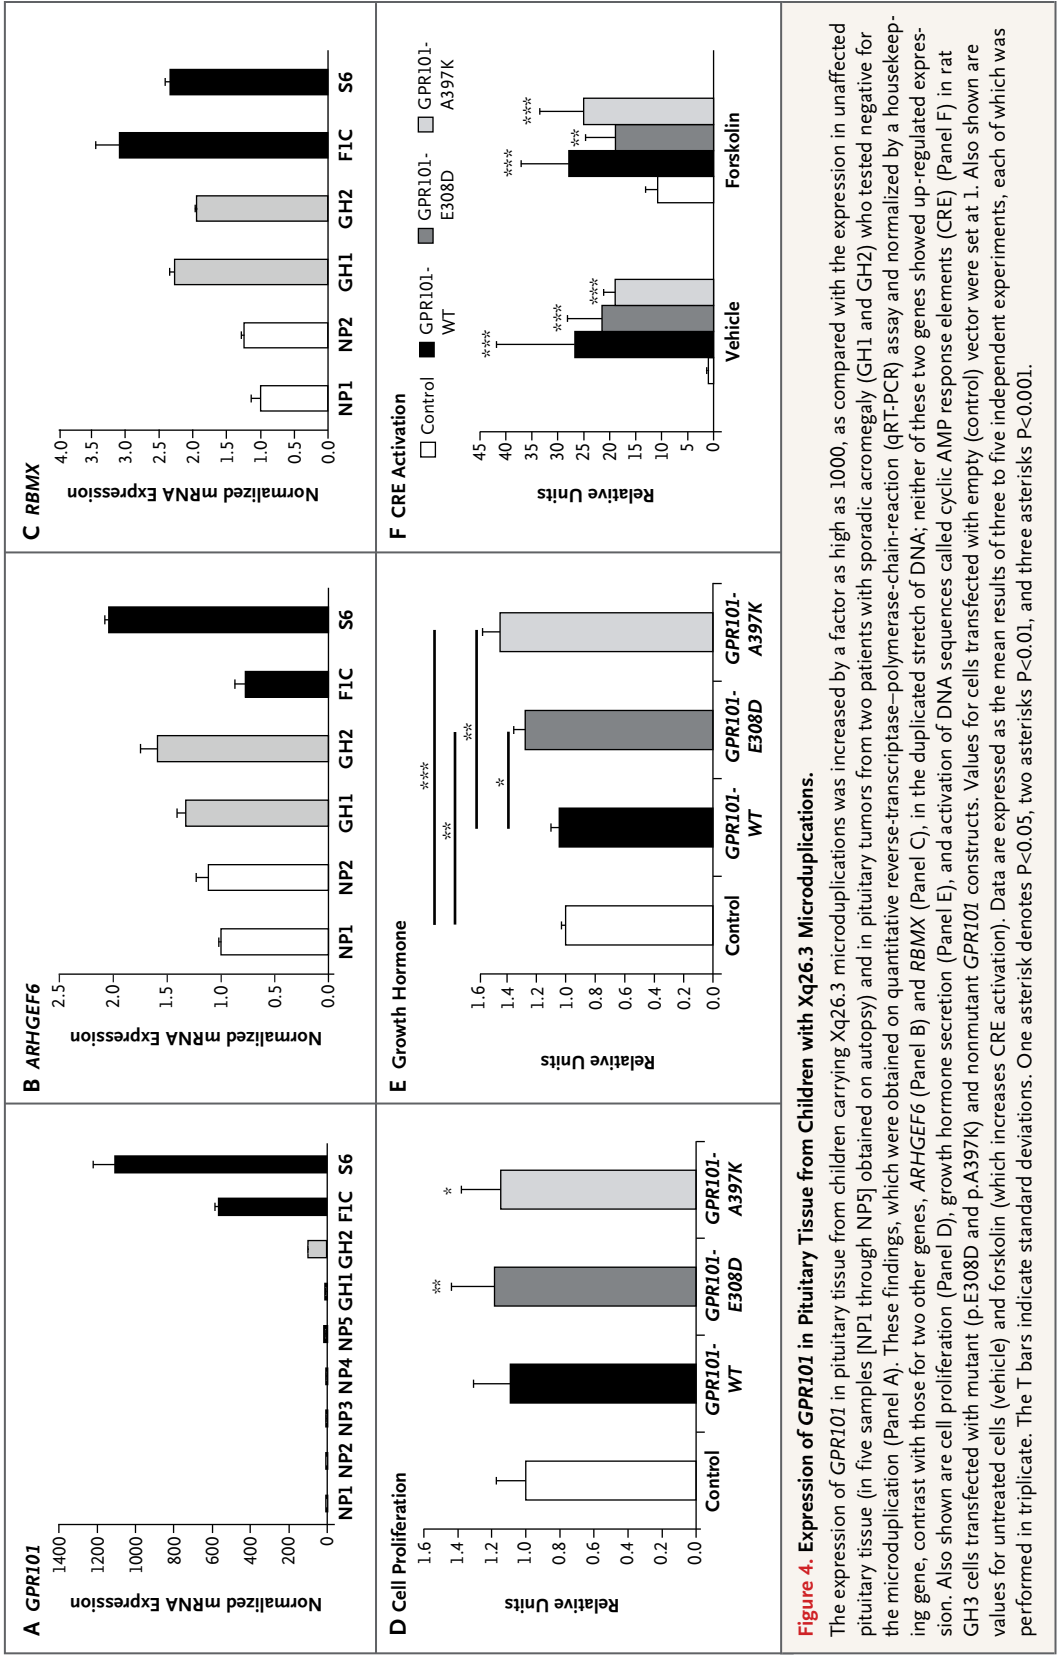 A GPR101
Normalized mRNA Expression
1400
1200
1000
800
600
400
200
0
NP1 NP2 NP3 NP4 NP5 GH1 GH2 F1C S6
B ARHGEF6
Normalized mRNA Expression
2.5
2.0
1.5
1.0
0.5
0.0
NP1 NP2 GH1 GH2 F1C S6
C RBMX
Normalized mRNA Expression
4.0
3.5
3.0
2.5
2.0
1.5
1.0
0.5
0.0
NP1 NP2 GH1 GH2 F1C S6
D Cell Proliferation
Relative Units
1.6
1.4
1.2
1.0
0.8
0.6
0.4
0.2
0.0
**
*
Control
GPR101-
WT
GPR101-
E308D
GPR101-
A397K
E Growth Hormone
Relative Units
1.6
1.4
1.2
1.0
0.8
0.6
0.4
0.2
0.0
***
**
**
*
Control
GPR101-
WT
GPR101-
E308D
GPR101-
A397K
F CRE Activation
Control
GPR101-
WT
GPR101-
E308D
GPR101-
A397K
Relative Units
45
40
35
30
25
20
15
10
5
0
***
***
***
***
**
***
Vehicle
Forskolin
Figure 4. Expression of GPR101 in Pituitary Tissue from Children with Xq26.3 Microduplications.
The expression of GPR101 in pituitary tissue from children carrying Xq26.3 microduplications was increased by a factor as high as 1000, as compared with the expression in unaffected
pituitary tissue (in five samples [NP1 through NP5] obtained on autopsy) and in pituitary tumors from two patients with sporadic acromegaly (GH1 and GH2) who tested negative for
the microduplication (Panel A). These findings, which were obtained on quantitative reverse-transcriptase–polymerase-chain-reaction (qRT-PCR) assay and normalized by a housekeep-
ing gene, contrast with those for two other genes, ARHGEF6 (Panel B) and RBMX (Panel C), in the duplicated stretch of DNA; neither of these two genes showed up-regulated expres-
sion. Also shown are cell proliferation (Panel D), growth hormone secretion (Panel E), and activation of DNA sequences called cyclic AMP response elements (CRE) (Panel F) in rat
GH3 cells transfected with mutant (p.E308D and p.A397K) and nonmutant GPR101 constructs. Values for cells transfected with empty (control) vector were set at 1. Also shown are
values for untreated cells (vehicle) and forskolin (which increases CRE activation). Data are expressed as the mean results of three to five independent experiments, each of which was
performed in triplicate. The T bars indicate standard deviations. One asterisk denotes P<0.05, two asterisks P<0.01, and three asterisks P<0.001.